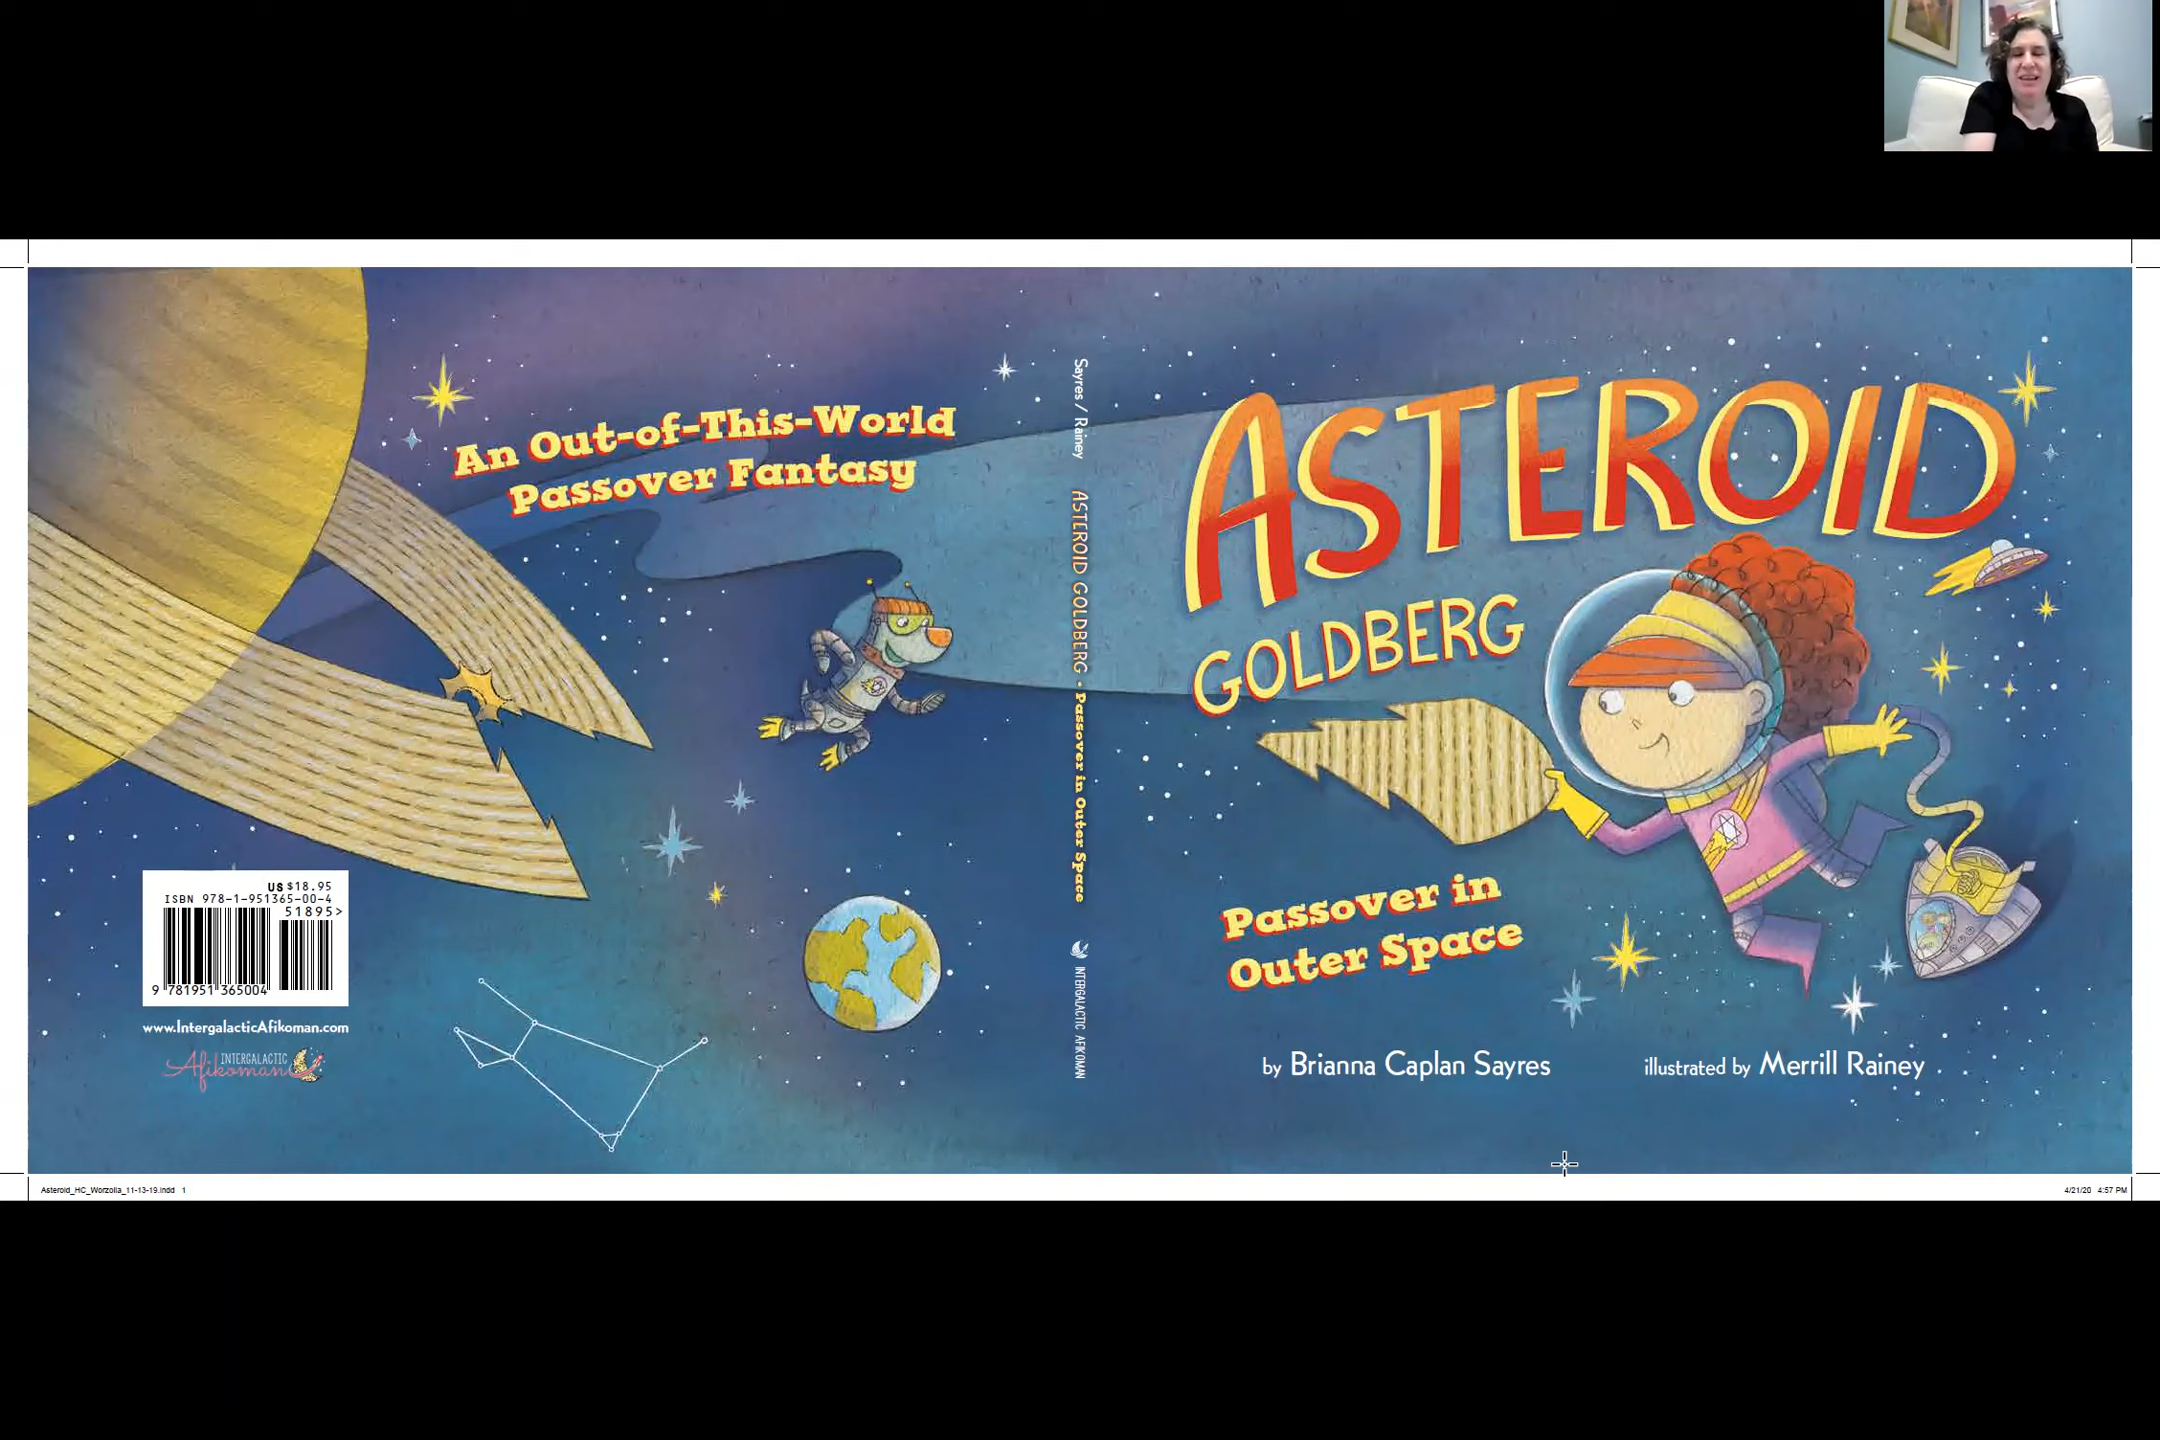 An Out-of-This-World
Passover Fantasy
US $18.95
ISBN 978-1-951365-00-4
51895>
9 781951 365004
www.IntergalacticAfikoman.com
INTERGALACTIC
Afikoman
Sayres / Rainey
ASTEROID GOLDBERG • Passover in Outer Space
INTERGALACTIC AFIKOMAN
ASTEROID
GOLDBERG
Passover in
Outer Space
by Brianna Caplan Sayres
illustrated by Merrill Rainey
Asteroid_HC_Worzolla_11-13-19.indd 1
4/21/20 4:57 PM